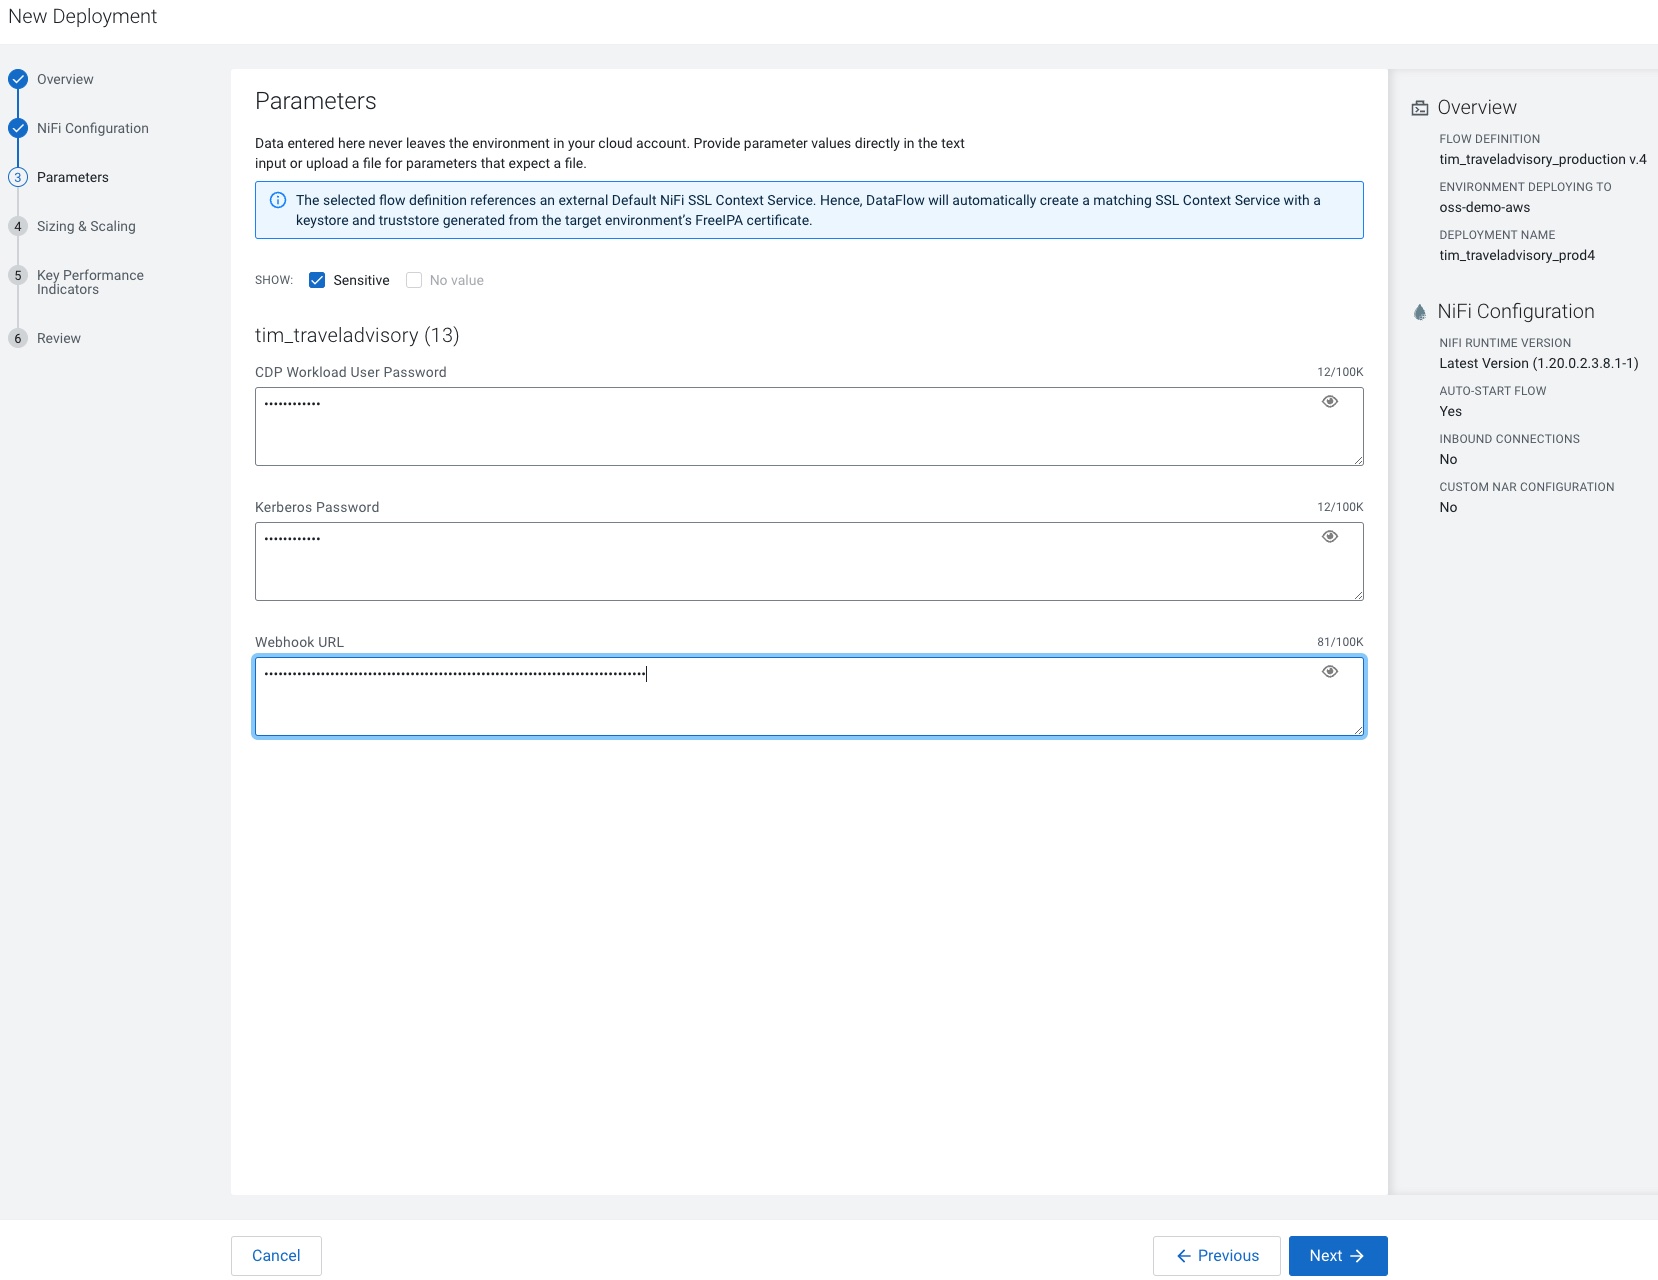 New Deployment
Overview
NiFi Configuration
3 Parameters
4 Sizing & Scaling
5 Key Performance
Indicators
6 Review
Parameters
Data entered here never leaves the environment in your cloud account. Provide parameter values directly in the text
input or upload a file for parameters that expect a file.
The selected flow definition references an external Default NiFi SSL Context Service. Hence, DataFlow will automatically create a matching SSL Context Service with a
keystore and truststore generated from the target environment's FreeIPA certificate.
SHOW: Sensitive No value
tim_traveladvisory (13)
CDP Workload User Password 12/100K
••••••••••••
Kerberos Password 12/100K
••••••••••••
Webhook URL 81/100K
•••••••••••••••••••••••••••••••••••••••••••••••••••••••••••••••••••••••••••••••••
Overview
FLOW DEFINITION
tim_traveladvisory_production v.4
ENVIRONMENT DEPLOYING TO
oss-demo-aws
DEPLOYMENT NAME
tim_traveladvisory_prod4
NiFi Configuration
NIFI RUNTIME VERSION
Latest Version (1.20.0.2.3.8.1-1)
AUTO-START FLOW
Yes
INBOUND CONNECTIONS
No
CUSTOM NAR CONFIGURATION
No
Cancel
← Previous
Next →